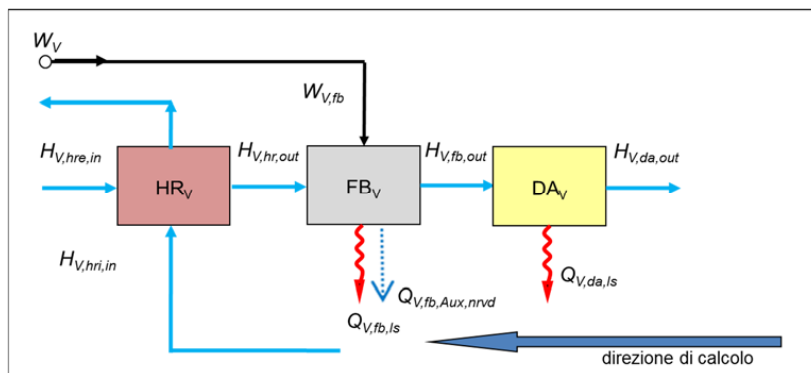 W_V
W_V,fb
H_V,hre,in
H_V,hr,out
H_V,fb,out
H_V,da,out
HR_V
FB_V
DA_V
H_V,hri,in
Q_V,fb,Aux,nrvd
Q_V,da,ls
Q_V,fb,ls
direzione di calcolo